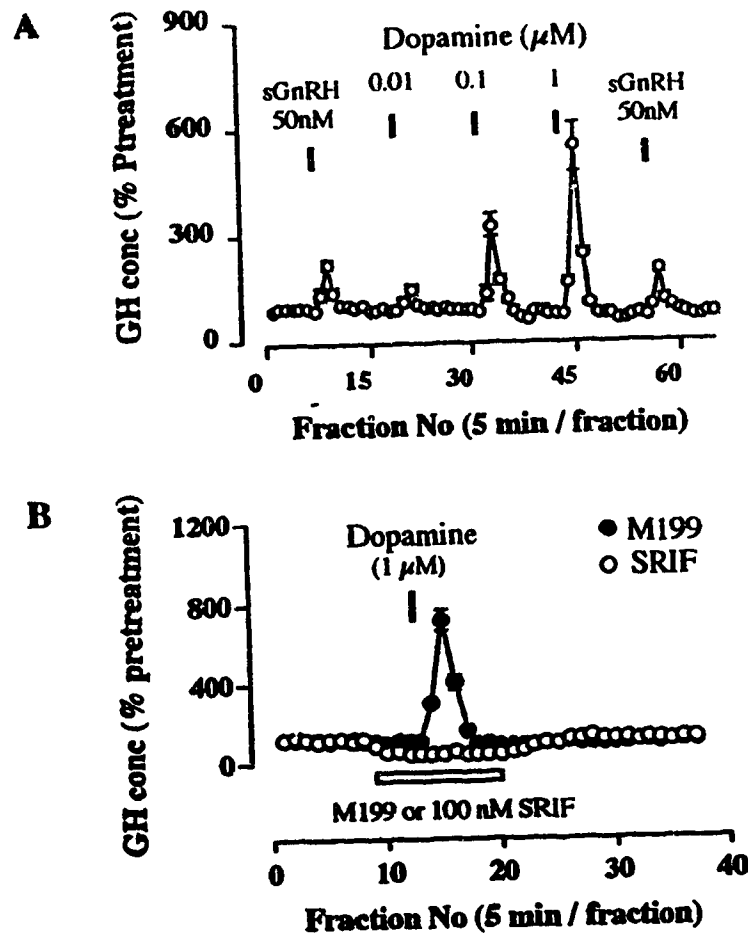 A
900
600
300
0
GH conc (% Ptreatment)
Dopamine (μM)
sGnRH
50nM
0.01
0.1
1
sGnRH
50nM
0
15
30
45
60
Fraction No (5 min / fraction)
B
1200
800
400
0
GH conc (% pretreatment)
Dopamine
(1 μM)
M199
SRIF
M199 or 100 nM SRIF
0
10
20
30
40
Fraction No (5 min / fraction)